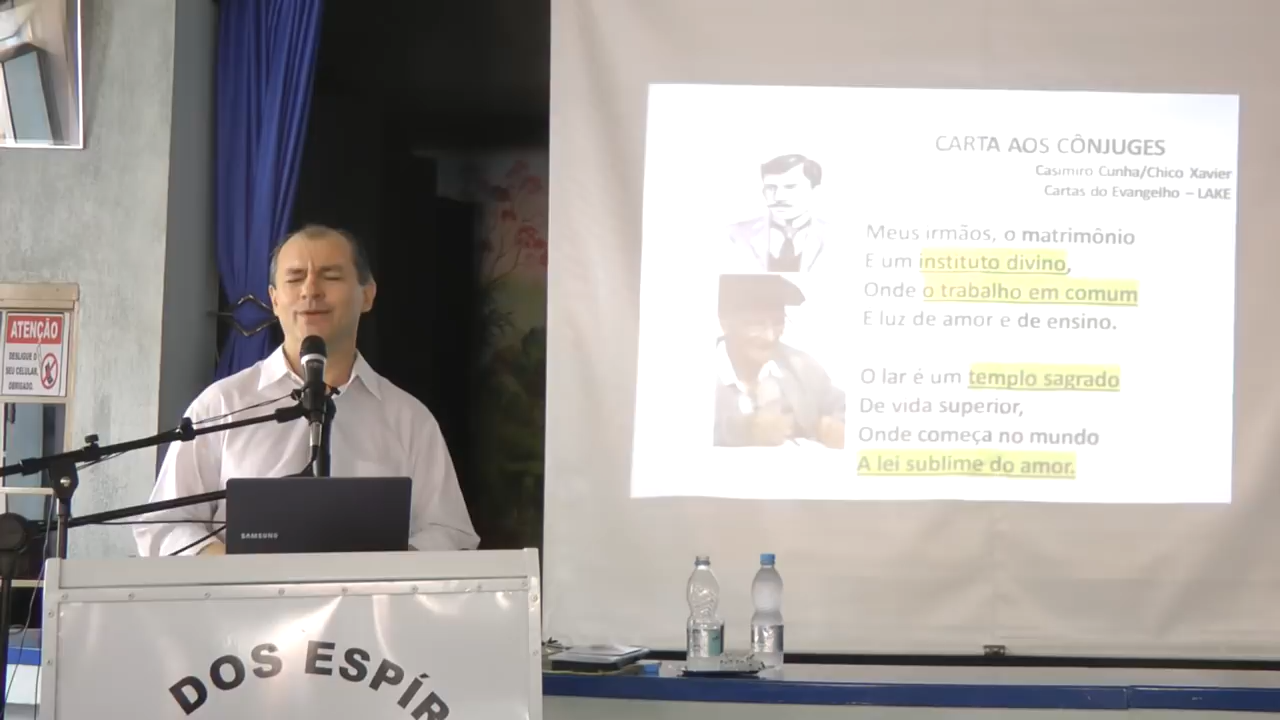 CARTA AOS CÔNJUGES
Casimiro Cunha/Chico Xavier
Cartas do Evangelho – LAKE
Meus irmãos, o matrimônio
E um instituto divino,
Onde o trabalho em comum
E luz de amor e de ensino.
O lar é um templo sagrado
De vida superior,
Onde começa no mundo
A lei sublime do amor.
ATENÇÃO
DESLIGUE O
SEU CELULAR.
OBRIGADO.
SAMSUNG
DOS ESPÍR